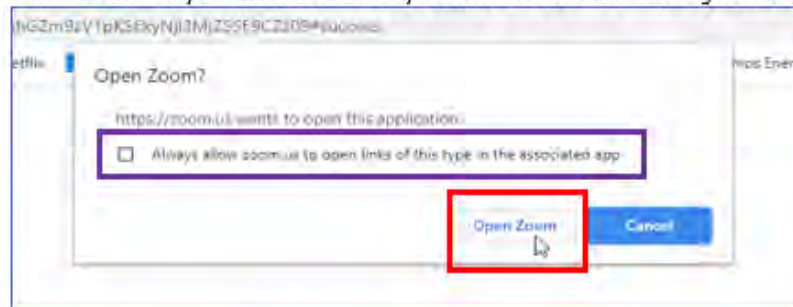 Open Zoom?
https://zoom.us wants to open this application.
Always allow zoom.us to open links of this type in the associated app
Open Zoom
Cancel